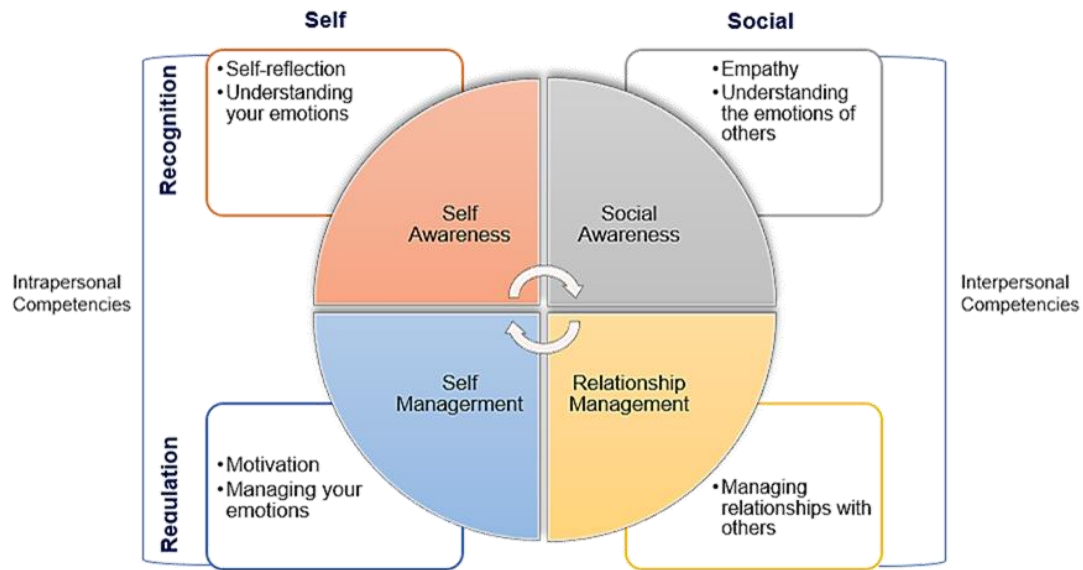 Self
Social
Recognition
•Self-reflection
•Understanding
your emotions
•Empathy
•Understanding
the emotions of
others
Self
Awareness
Social
Awareness
Intrapersonal
Competencies
Interpersonal
Competencies
Self
Managerment
Relationship
Management
Regulation
•Motivation
•Managing your
emotions
•Managing
relationships with
others